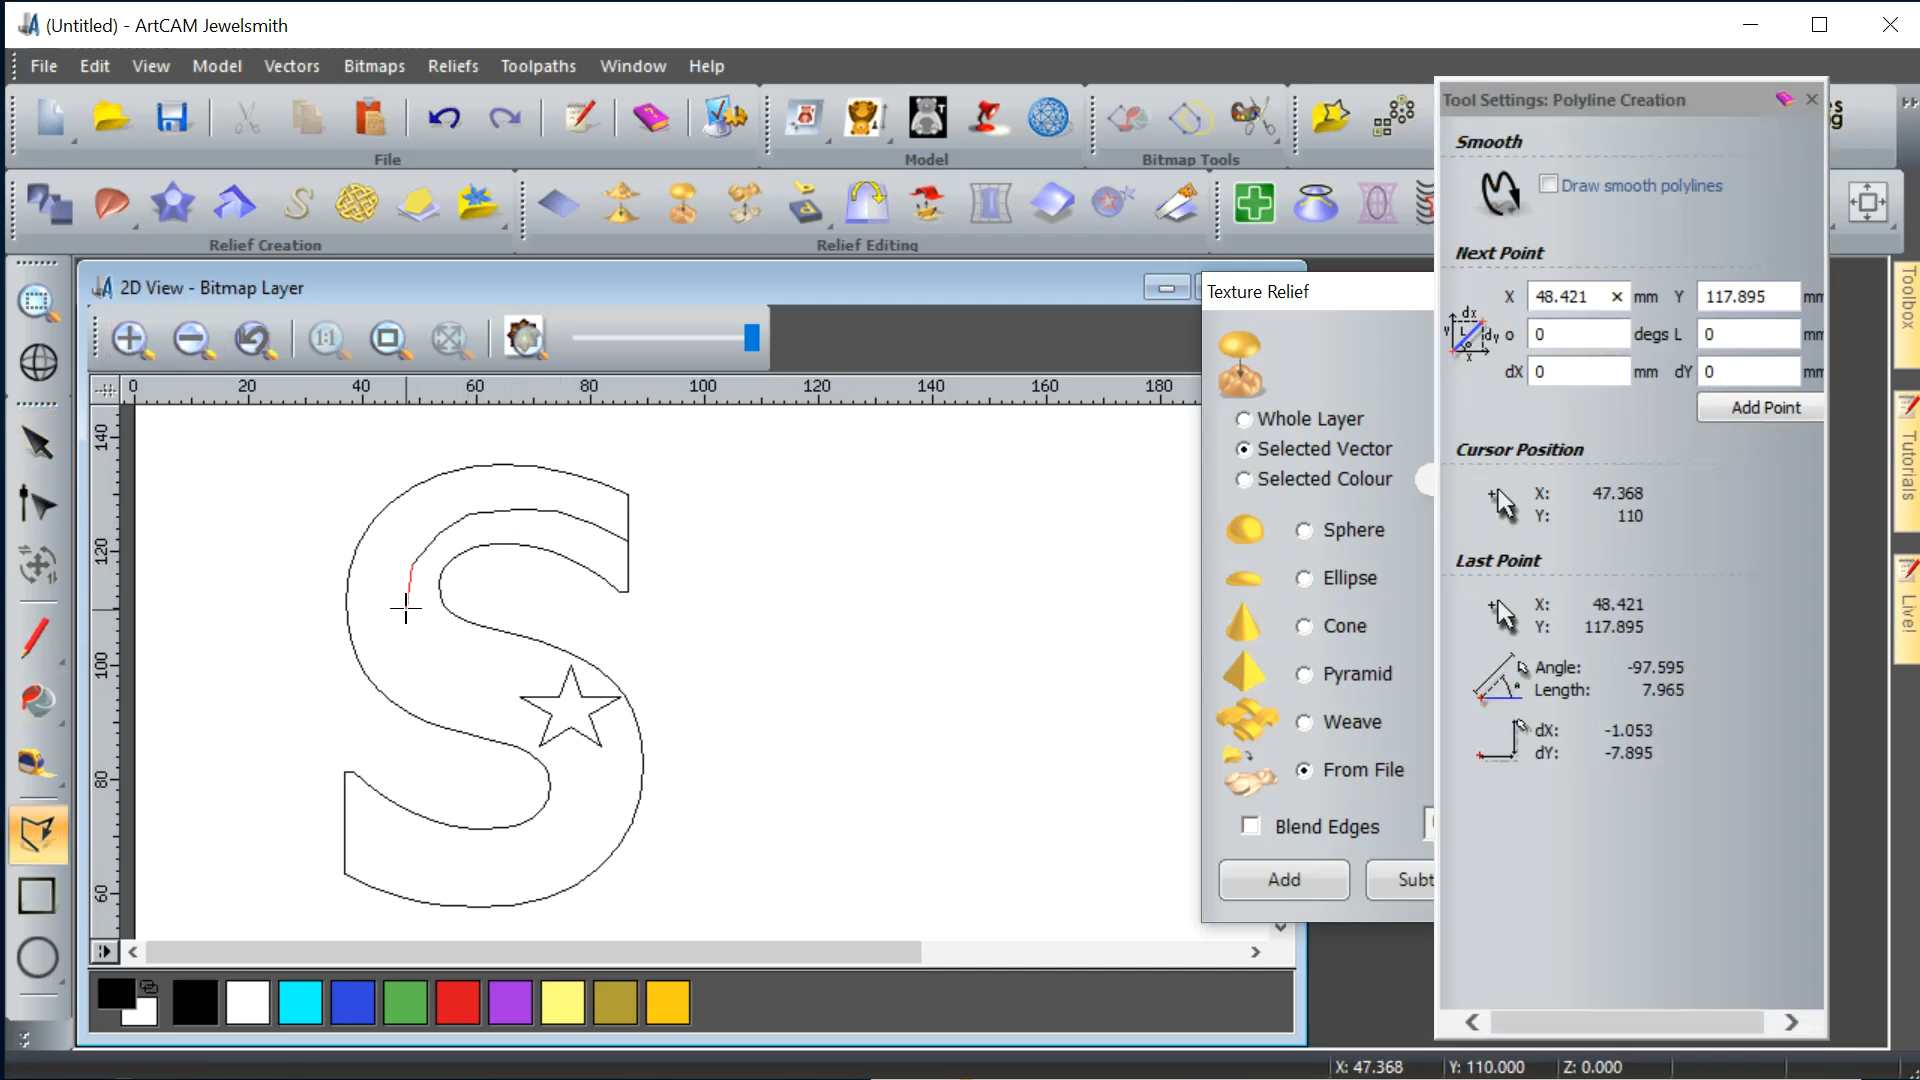 (Untitled) - ArtCAM Jewelsmith
File Edit View Model Vectors Bitmaps Reliefs Toolpaths Window Help
File
Model
Bitmap Tools
Relief Creation
Relief Editing
2D View - Bitmap Layer
1:1
0 20 40 60 80 100 120 140 160 180
140
120
100
80
60
Texture Relief
Whole Layer
Selected Vector
Selected Colour
Sphere
Ellipse
Cone
Pyramid
Weave
From File
Blend Edges
Add
Subt
Tool Settings: Polyline Creation
Smooth
Draw smooth polylines
Next Point
X 48.421 × mm Y 117.895 mm
o 0 degs L 0 mm
dX 0 mm dY 0 mm
Add Point
Cursor Position
X: 47.368
Y: 110
Last Point
X: 48.421
Y: 117.895
Angle: -97.595
Length: 7.965
dX: -1.053
dY: -7.895
Toolbox
Tutorials
Live!
X: 47.368 Y: 110.000 Z: 0.000